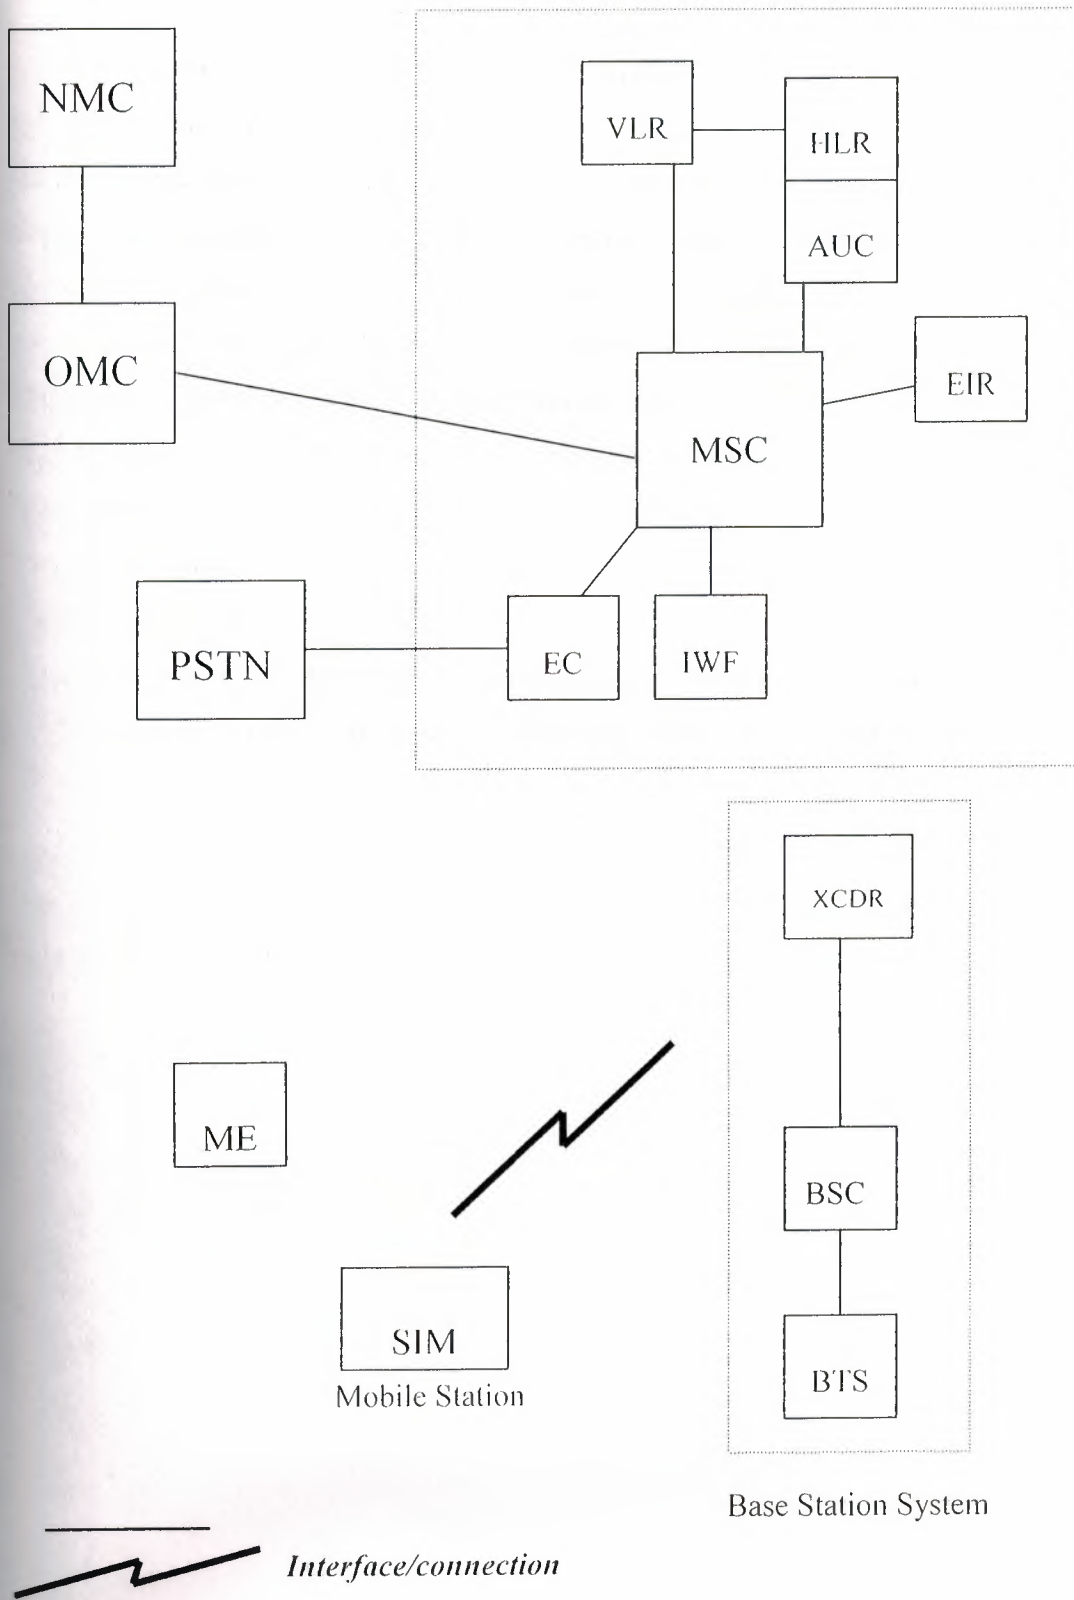 NMC
VLR
HLR
AUC
OMC
EIR
MSC
PSTN
EC
IWF
XCDR
ME
BSC
SIM
BTS
Mobile Station
Base Station System
Interface/connection